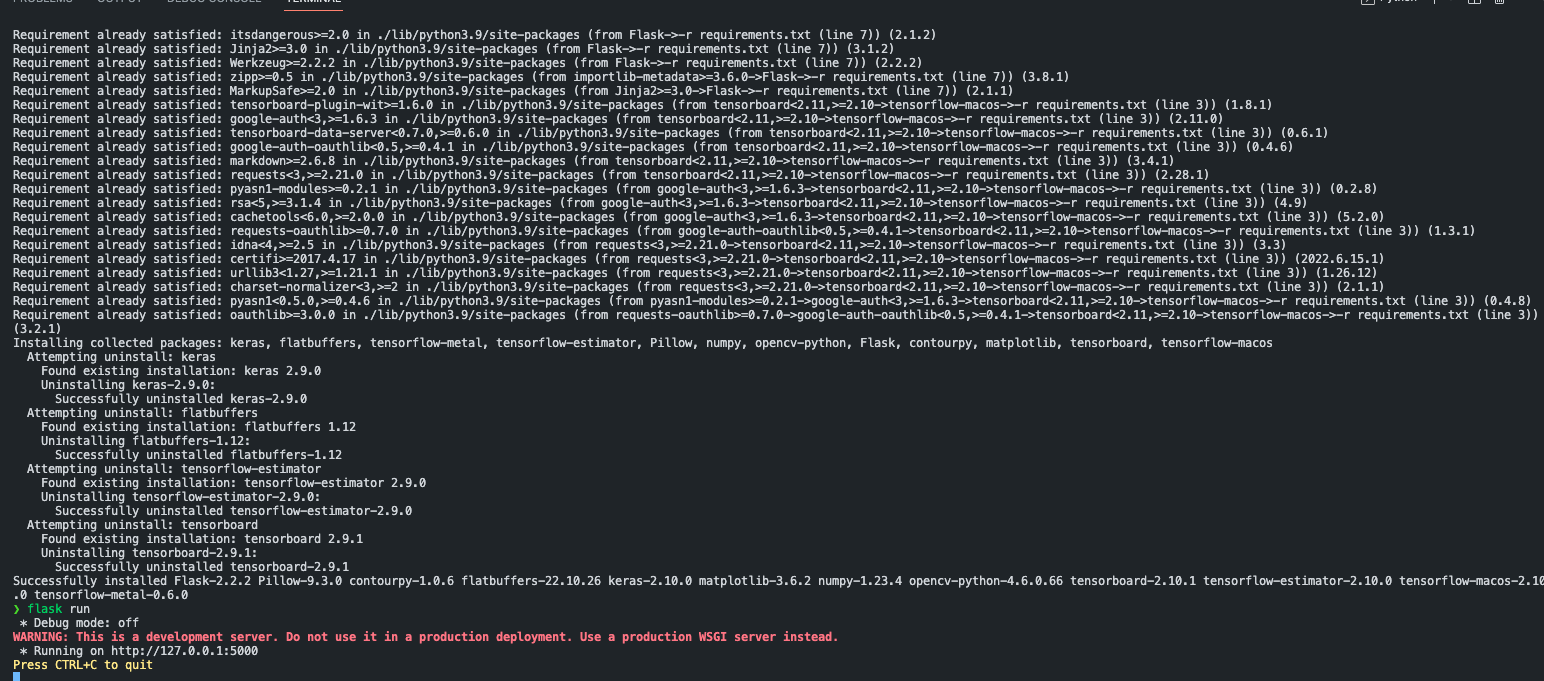 PROBLEMS OUTPUT DEBUG CONSOLE TERMINAL Python
Requirement already satisfied: itsdangerous>=2.0 in ./lib/python3.9/site-packages (from Flask->-r requirements.txt (line 7)) (2.1.2)
Requirement already satisfied: Jinja2>=3.0 in ./lib/python3.9/site-packages (from Flask->-r requirements.txt (line 7)) (3.1.2)
Requirement already satisfied: Werkzeug>=2.2.2 in ./lib/python3.9/site-packages (from Flask->-r requirements.txt (line 7)) (2.2.2)
Requirement already satisfied: zipp>=0.5 in ./lib/python3.9/site-packages (from importlib-metadata>=3.6.0->Flask->-r requirements.txt (line 7)) (3.8.1)
Requirement already satisfied: MarkupSafe>=2.0 in ./lib/python3.9/site-packages (from Jinja2>=3.0->Flask->-r requirements.txt (line 7)) (2.1.1)
Requirement already satisfied: tensorboard-plugin-wit>=1.6.0 in ./lib/python3.9/site-packages (from tensorboard<2.11,>=2.10->tensorflow-macos->-r requirements.txt (line 3)) (1.8.1)
Requirement already satisfied: google-auth<3,>=1.6.3 in ./lib/python3.9/site-packages (from tensorboard<2.11,>=2.10->tensorflow-macos->-r requirements.txt (line 3)) (2.11.0)
Requirement already satisfied: tensorboard-data-server<0.7.0,>=0.6.0 in ./lib/python3.9/site-packages (from tensorboard<2.11,>=2.10->tensorflow-macos->-r requirements.txt (line 3)) (0.6.1)
Requirement already satisfied: google-auth-oauthlib<0.5,>=0.4.1 in ./lib/python3.9/site-packages (from tensorboard<2.11,>=2.10->tensorflow-macos->-r requirements.txt (line 3)) (0.4.6)
Requirement already satisfied: markdown>=2.6.8 in ./lib/python3.9/site-packages (from tensorboard<2.11,>=2.10->tensorflow-macos->-r requirements.txt (line 3)) (3.4.1)
Requirement already satisfied: requests<3,>=2.21.0 in ./lib/python3.9/site-packages (from tensorboard<2.11,>=2.10->tensorflow-macos->-r requirements.txt (line 3)) (2.28.1)
Requirement already satisfied: pyasn1-modules>=0.2.1 in ./lib/python3.9/site-packages (from google-auth<3,>=1.6.3->tensorboard<2.11,>=2.10->tensorflow-macos->-r requirements.txt (line 3)) (0.2.8)
Requirement already satisfied: rsa<5,>=3.1.4 in ./lib/python3.9/site-packages (from google-auth<3,>=1.6.3->tensorboard<2.11,>=2.10->tensorflow-macos->-r requirements.txt (line 3)) (4.9)
Requirement already satisfied: cachetools<6.0,>=2.0.0 in ./lib/python3.9/site-packages (from google-auth<3,>=1.6.3->tensorboard<2.11,>=2.10->tensorflow-macos->-r requirements.txt (line 3)) (5.2.0)
Requirement already satisfied: requests-oauthlib>=0.7.0 in ./lib/python3.9/site-packages (from google-auth-oauthlib<0.5,>=0.4.1->tensorboard<2.11,>=2.10->tensorflow-macos->-r requirements.txt (line 3)) (1.3.1)
Requirement already satisfied: idna<4,>=2.5 in ./lib/python3.9/site-packages (from requests<3,>=2.21.0->tensorboard<2.11,>=2.10->tensorflow-macos->-r requirements.txt (line 3)) (3.3)
Requirement already satisfied: certifi>=2017.4.17 in ./lib/python3.9/site-packages (from requests<3,>=2.21.0->tensorboard<2.11,>=2.10->tensorflow-macos->-r requirements.txt (line 3)) (2022.6.15.1)
Requirement already satisfied: urllib3<1.27,>=1.21.1 in ./lib/python3.9/site-packages (from requests<3,>=2.21.0->tensorboard<2.11,>=2.10->tensorflow-macos->-r requirements.txt (line 3)) (1.26.12)
Requirement already satisfied: charset-normalizer<3,>=2 in ./lib/python3.9/site-packages (from requests<3,>=2.21.0->tensorboard<2.11,>=2.10->tensorflow-macos->-r requirements.txt (line 3)) (2.1.1)
Requirement already satisfied: pyasn1<0.5.0,>=0.4.6 in ./lib/python3.9/site-packages (from pyasn1-modules>=0.2.1->google-auth<3,>=1.6.3->tensorboard<2.11,>=2.10->tensorflow-macos->-r requirements.txt (line 3)) (0.4.8)
Requirement already satisfied: oauthlib>=3.0.0 in ./lib/python3.9/site-packages (from requests-oauthlib>=0.7.0->google-auth-oauthlib<0.5,>=0.4.1->tensorboard<2.11,>=2.10->tensorflow-macos->-r requirements.txt (line 3))
(3.2.1)
Installing collected packages: keras, flatbuffers, tensorflow-metal, tensorflow-estimator, Pillow, numpy, opencv-python, Flask, contourpy, matplotlib, tensorboard, tensorflow-macos
  Attempting uninstall: keras
    Found existing installation: keras 2.9.0
    Uninstalling keras-2.9.0:
      Successfully uninstalled keras-2.9.0
  Attempting uninstall: flatbuffers
    Found existing installation: flatbuffers 1.12
    Uninstalling flatbuffers-1.12:
      Successfully uninstalled flatbuffers-1.12
  Attempting uninstall: tensorflow-estimator
    Found existing installation: tensorflow-estimator 2.9.0
    Uninstalling tensorflow-estimator-2.9.0:
      Successfully uninstalled tensorflow-estimator-2.9.0
  Attempting uninstall: tensorboard
    Found existing installation: tensorboard 2.9.1
    Uninstalling tensorboard-2.9.1:
      Successfully uninstalled tensorboard-2.9.1
Successfully installed Flask-2.2.2 Pillow-9.3.0 contourpy-1.0.6 flatbuffers-22.10.26 keras-2.10.0 matplotlib-3.6.2 numpy-1.23.4 opencv-python-4.6.0.66 tensorboard-2.10.1 tensorflow-estimator-2.10.0 tensorflow-macos-2.10
.0 tensorflow-metal-0.6.0
❯ flask run
 * Debug mode: off
WARNING: This is a development server. Do not use it in a production deployment. Use a production WSGI server instead.
 * Running on http://127.0.0.1:5000
Press CTRL+C to quit